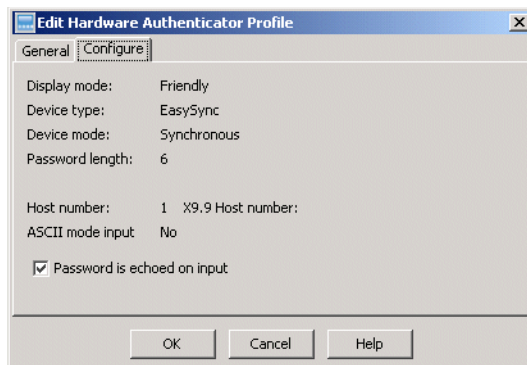 Edit Hardware Authenticator Profile
General Configure
Display mode: Friendly
Device type: EasySync
Device mode: Synchronous
Password length: 6
Host number: 1 X9.9 Host number:
ASCII mode input No
Password is echoed on input
OK Cancel Help